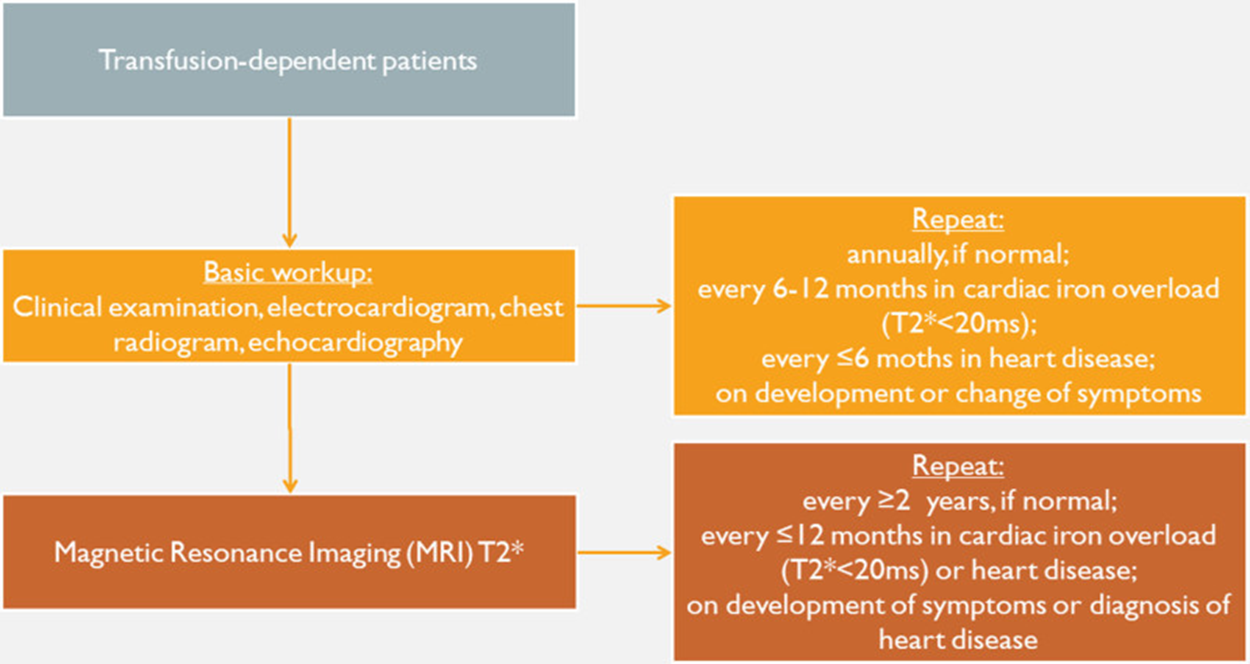 Transfusion-dependent patients
Basic workup:
Clinical examination, electrocardiogram, chest
radiogram, echocardiography
Repeat:
annually, if normal;
every 6-12 months in cardiac iron overload
(T2*<20ms);
every ≤6 moths in heart disease;
on development or change of symptoms
Magnetic Resonance Imaging (MRI) T2*
Repeat:
every ≥2 years, if normal;
every ≤12 months in cardiac iron overload
(T2*<20ms) or heart disease;
on development of symptoms or diagnosis of
heart disease